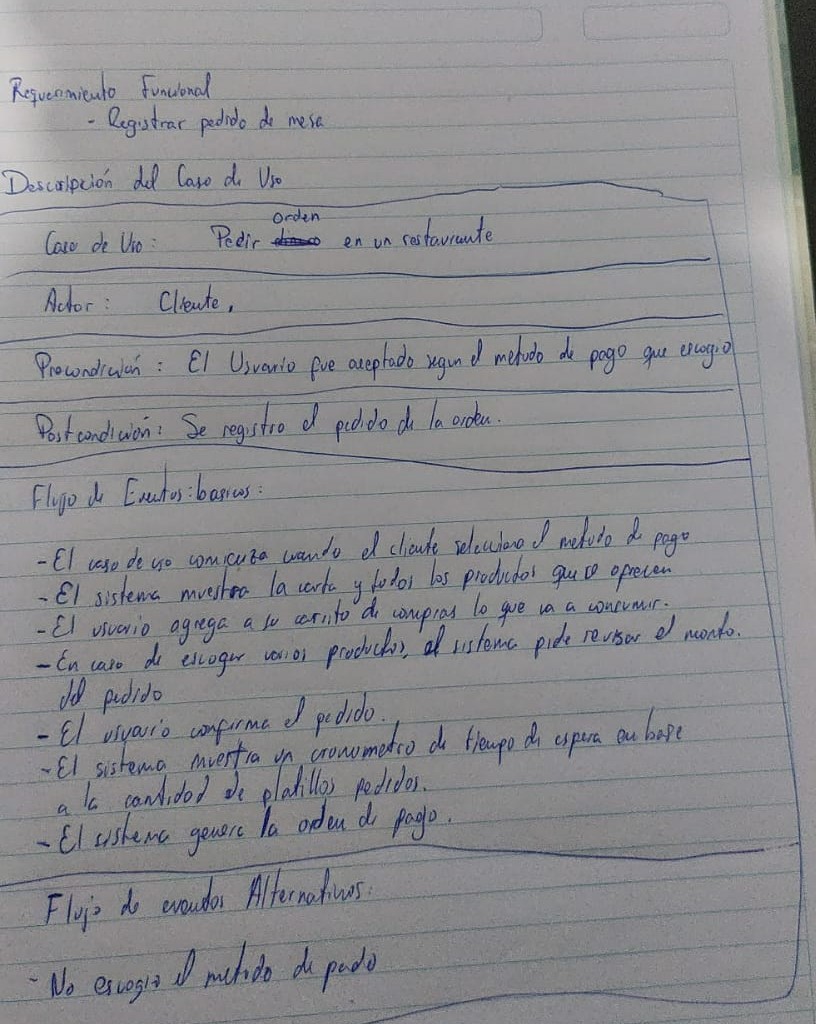 Requerimiento Funcional
- Registrar pedido de mesa
Descripción del Caso de Uso
orden
Caso de Uso: Pedir en un restaurante
Actor: Cliente.
Precondición: El Usuario fue aceptado segun el metodo de pago que escogio
Postcondición: Se registro el pedido de la orden.
Flujo de Eventos: basicos:
- El caso de uso comienza cuando el cliente selecciona el metodo de pago
- El sistema muestra la carta y todos los productos que se ofrecen
- El usuario agrega a su carrito de compras lo que va a consumir.
- En caso de escoger varios productos, el sistema pide revisar el monto.
del pedido
- El usuario confirma el pedido.
- El sistema muestra un cronometro de tiempo de espera en base
a la cantidad de platillos pedidos.
- El sistema genera la orden de pago.
Flujo de eventos Alternativos:
- No escogio el metodo de pado